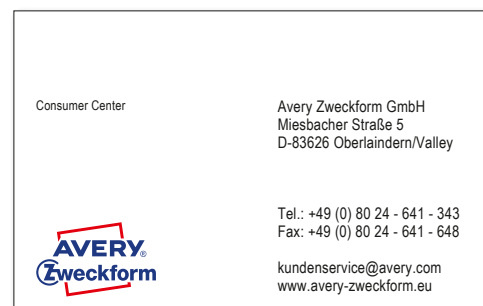 Consumer Center
Avery Zweckform GmbH
Miesbacher Straße 5
D-83626 Oberlaindern/Valley
Tel.: +49 (0) 80 24 - 641 - 343
Fax: +49 (0) 80 24 - 641 - 648
kundenservice@avery.com
www.avery-zweckform.eu
AVERY®
Zweckform